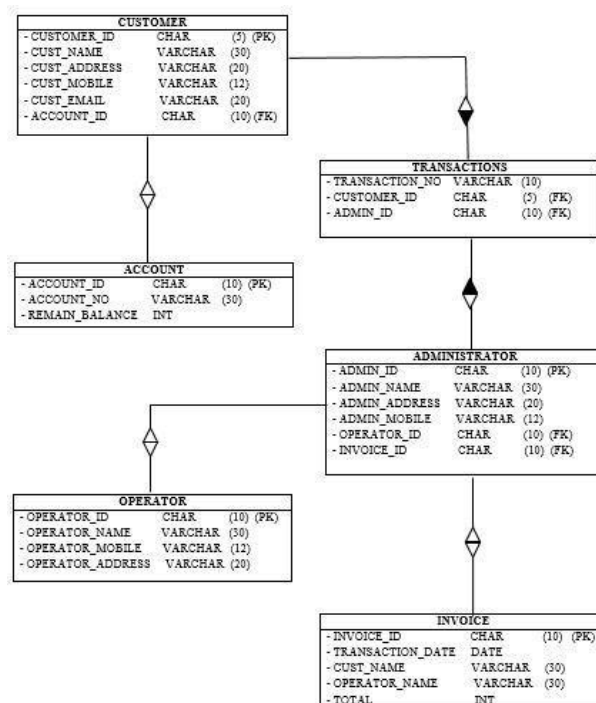 CUSTOMER
- CUSTOMER_ID CHAR (5) (PK)
- CUST_NAME VARCHAR (30)
- CUST_ADDRESS VARCHAR (20)
- CUST_MOBILE VARCHAR (12)
- CUST_EMAIL VARCHAR (20)
- ACCOUNT_ID CHAR (10) (FK)
TRANSACTIONS
- TRANSACTION_NO VARCHAR (10)
- CUSTOMER_ID CHAR (5) (FK)
- ADMIN_ID CHAR (10) (FK)
ACCOUNT
- ACCOUNT_ID CHAR (10) (PK)
- ACCOUNT_NO VARCHAR (30)
- REMAIN_BALANCE INT
ADMINISTRATOR
- ADMIN_ID CHAR (10) (PK)
- ADMIN_NAME VARCHAR (30)
- ADMIN_ADDRESS VARCHAR (20)
- ADMIN_MOBILE VARCHAR (12)
- OPERATOR_ID CHAR (10) (FK)
- INVOICE_ID CHAR (10) (FK)
OPERATOR
- OPERATOR_ID CHAR (10) (PK)
- OPERATOR_NAME VARCHAR (30)
- OPERATOR_MOBILE VARCHAR (12)
- OPERATOR_ADDRESS VARCHAR (20)
INVOICE
- INVOICE_ID CHAR (10) (PK)
- TRANSACTION_DATE DATE
- CUST_NAME VARCHAR (30)
- OPERATOR_NAME VARCHAR (30)
- TOTAL INT